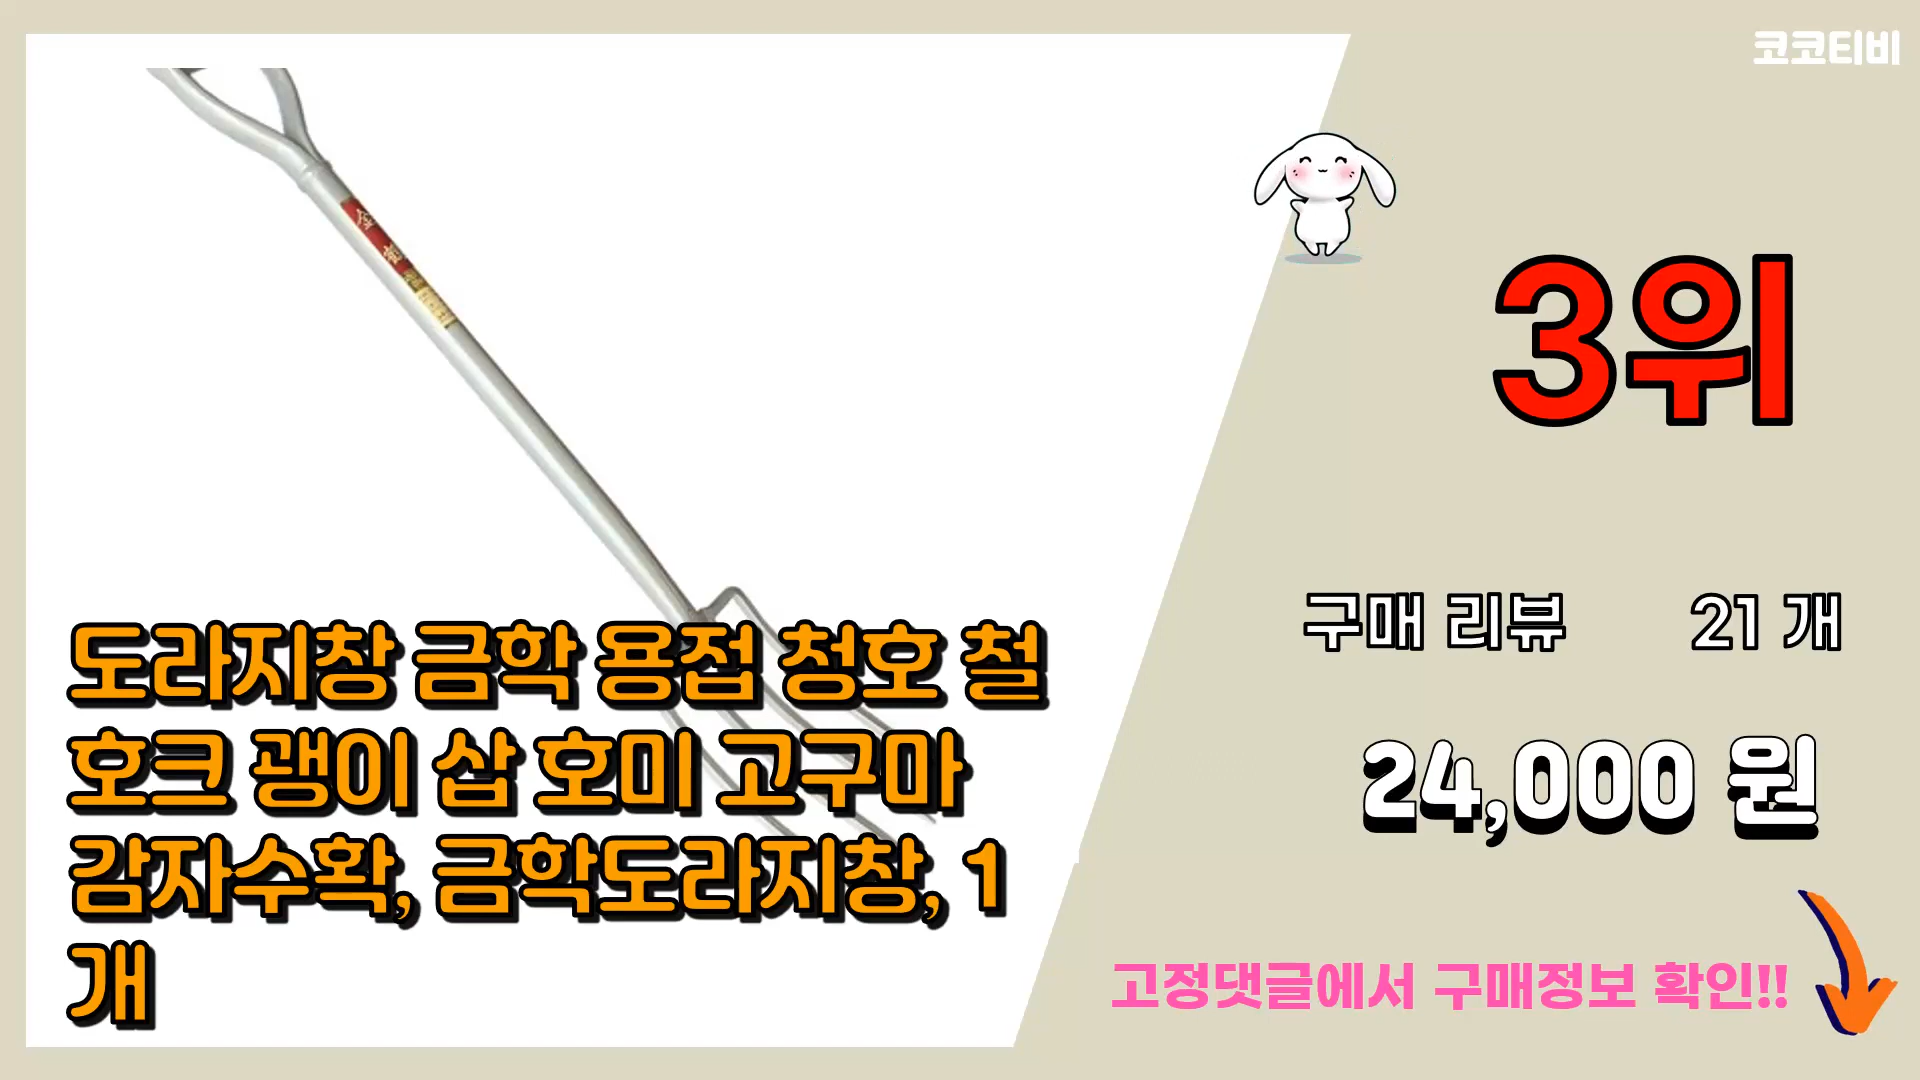 코코티비
3위
구매 리뷰 21 개
24,000 원
도라지창 금학 용접 청호 철
호크 괭이 삽 호미 고구마
감자수확, 금학도라지창, 1
개
고정댓글에서 구매정보 확인!!